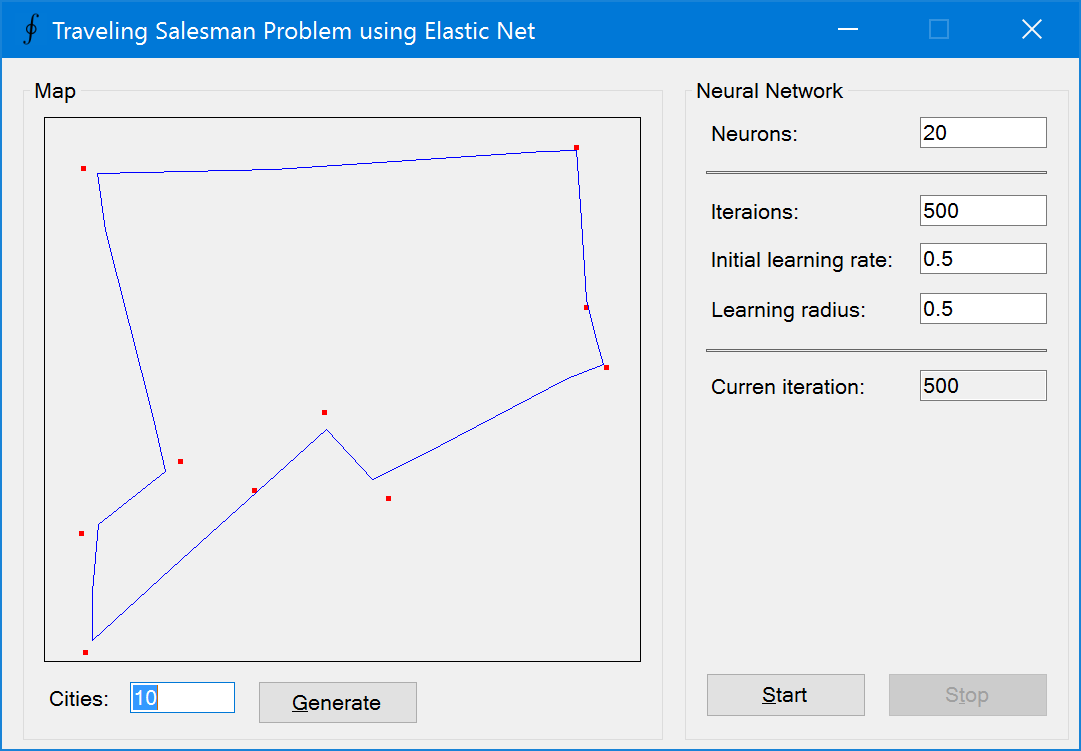 ∮ Traveling Salesman Problem using Elastic Net
Map
Cities: 10
Generate
Neural Network
Neurons: 20
Iteraions: 500
Initial learning rate: 0.5
Learning radius: 0.5
Curren iteration: 500
Start
Stop